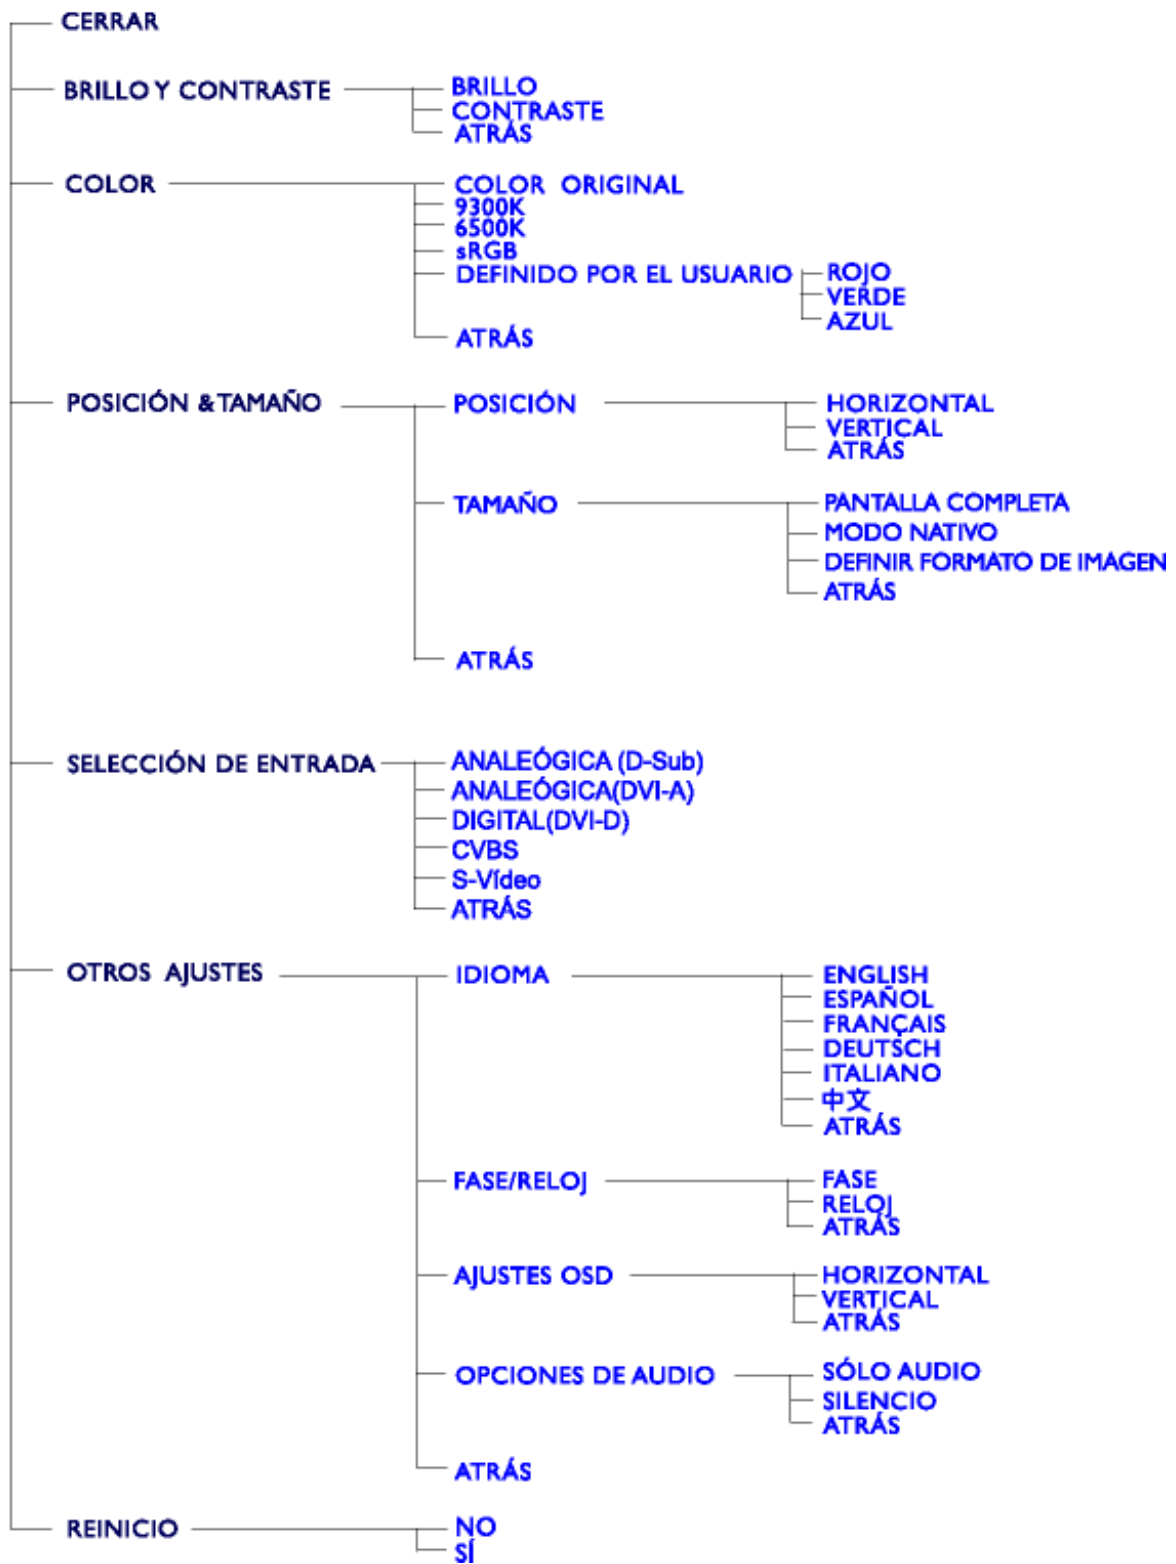 CERRAR
BRILLO Y CONTRASTE
BRILLO
CONTRASTE
ATRÁS
COLOR
COLOR ORIGINAL
9300K
6500K
sRGB
DEFINIDO POR EL USUARIO
ROJO
VERDE
AZUL
ATRÁS
POSICIÓN & TAMAÑO
POSICIÓN
HORIZONTAL
VERTICAL
ATRÁS
TAMAÑO
PANTALLA COMPLETA
MODO NATIVO
DEFINIR FORMATO DE IMAGEN
ATRÁS
ATRÁS
SELECCIÓN DE ENTRADA
ANALEÓGICA (D-Sub)
ANALEÓGICA(DVI-A)
DIGITAL(DVI-D)
CVBS
S-Vídeo
ATRÁS
OTROS AJUSTES
IDIOMA
ENGLISH
ESPAÑOL
FRANÇAIS
DEUTSCH
ITALIANO
中文
ATRÁS
FASE/RELOJ
FASE
RELOJ
ATRÁS
AJUSTES OSD
HORIZONTAL
VERTICAL
ATRÁS
OPCIONES DE AUDIO
SÓLO AUDIO
SILENCIO
ATRÁS
ATRÁS
REINICIO
NO
SÍ